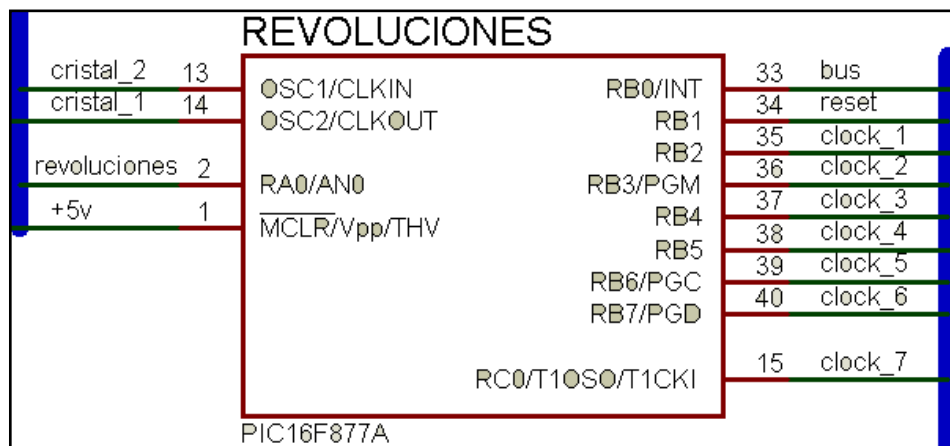 REVOLUCIONES
cristal_2 13 OSC1/CLKIN RB0/INT 33 bus
cristal_1 14 OSC2/CLKOUT RB1 34 reset
RB2 35 clock_1
revoluciones 2 RA0/AN0 RB3/PGM 36 clock_2
+5v 1 MCLR/Vpp/THV RB4 37 clock_3
RB5 38 clock_4
RB6/PGC 39 clock_5
RB7/PGD 40 clock_6
RC0/T1OSO/T1CKI 15 clock_7
PIC16F877A